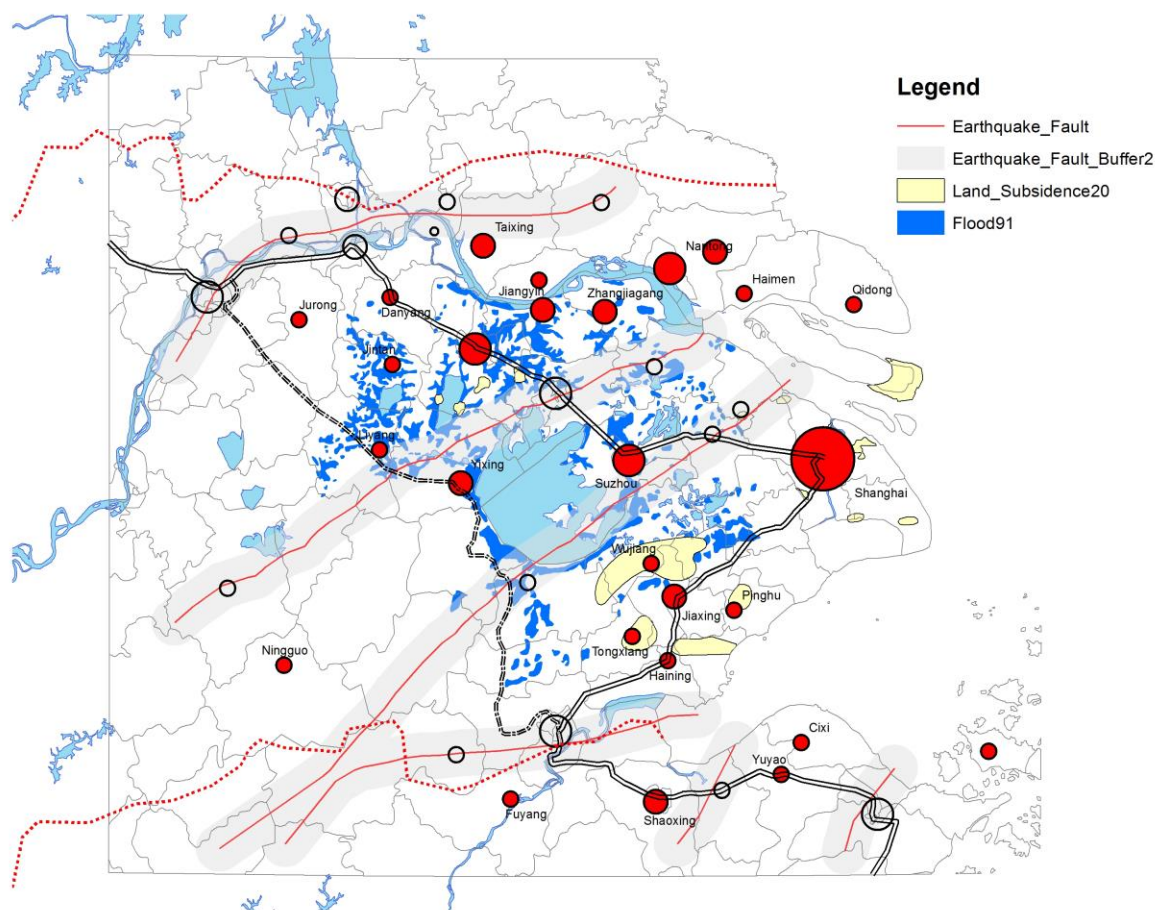 Legend
Earthquake_Fault
Earthquake_Fault_Buffer2
Land_Subsidence20
Flood91
Taixing
Nantong
Haimen
Qidong
Jurong
Danyang
Jiangyin
Zhangjiagang
Jintan
Liyang
Yixing
Suzhou
Shanghai
Wujiang
Pinghu
Jiaxing
Tongxiang
Haining
Ningguo
Cixi
Yuyao
Fuyang
Shaoxing